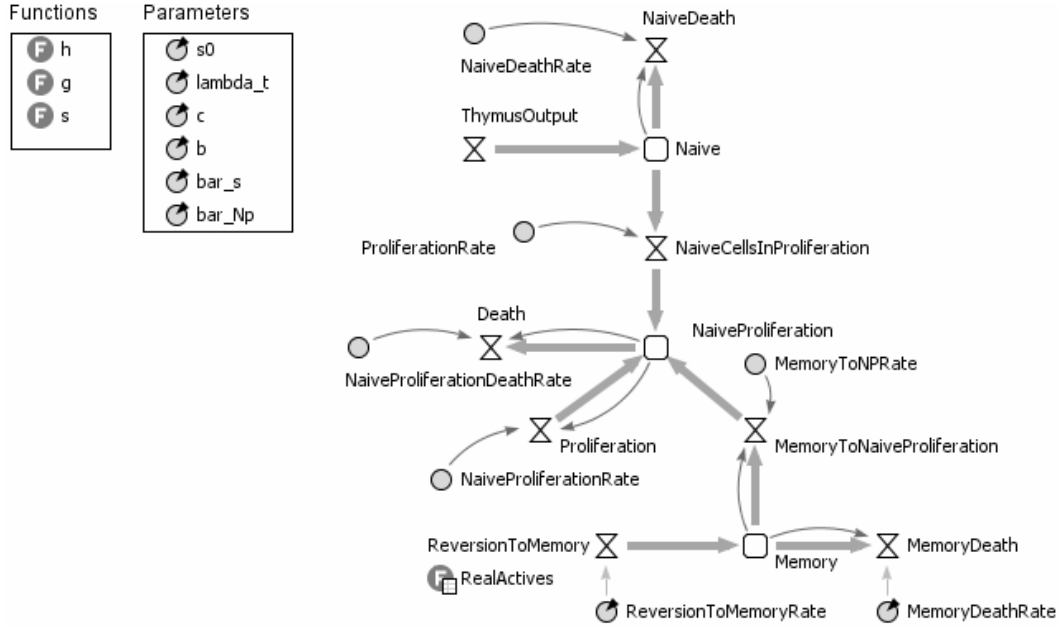 Functions
F h
F g
F s
Parameters
s0
lambda_t
c
b
bar_s
bar_Np
NaiveDeath
NaiveDeathRate
ThymusOutput
Naive
ProliferationRate
NaiveCellsInProliferation
Death
NaiveProliferation
MemoryToNPRate
NaiveProliferationDeathRate
Proliferation
MemoryToNaiveProliferation
NaiveProliferationRate
ReversionToMemory
Memory
MemoryDeath
F RealActives
ReversionToMemoryRate
MemoryDeathRate